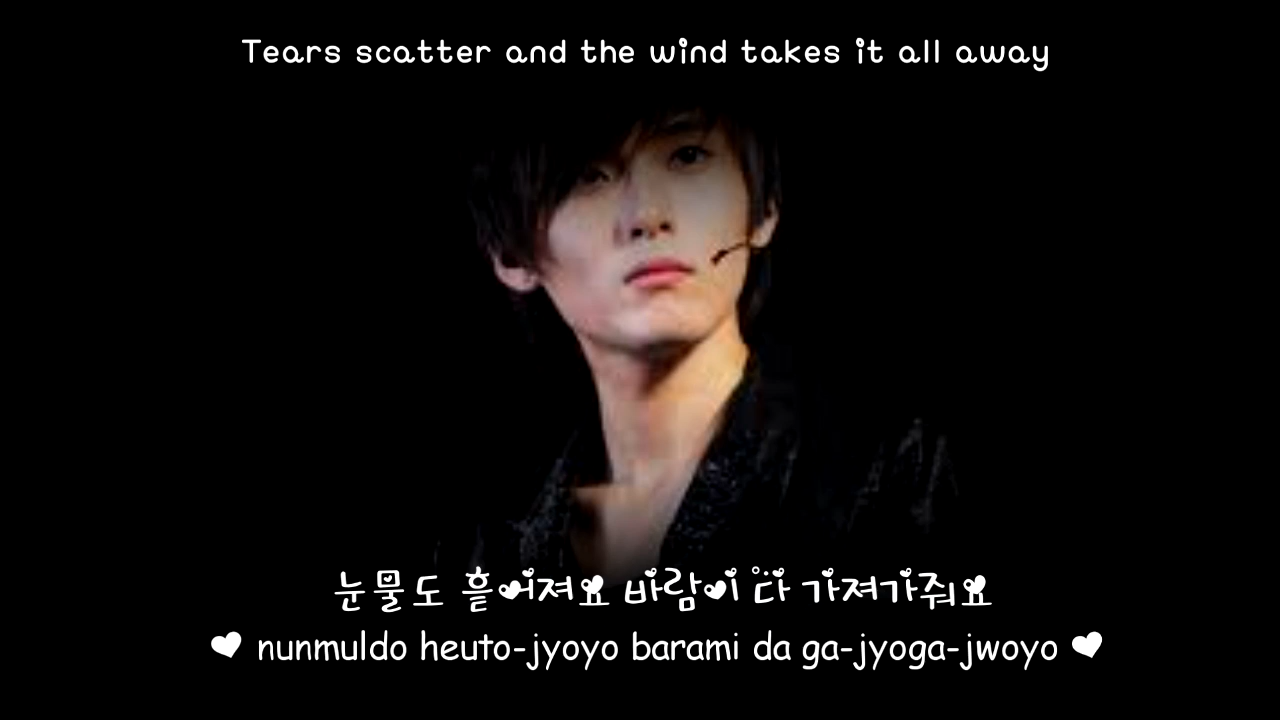 Tears scatter and the wind takes it all away
눈물도 흩어져요 바람이 다 가져가줘요
♥ nunmuldo heuto-jyoyo barami da ga-jyoga-jwoyo ♥